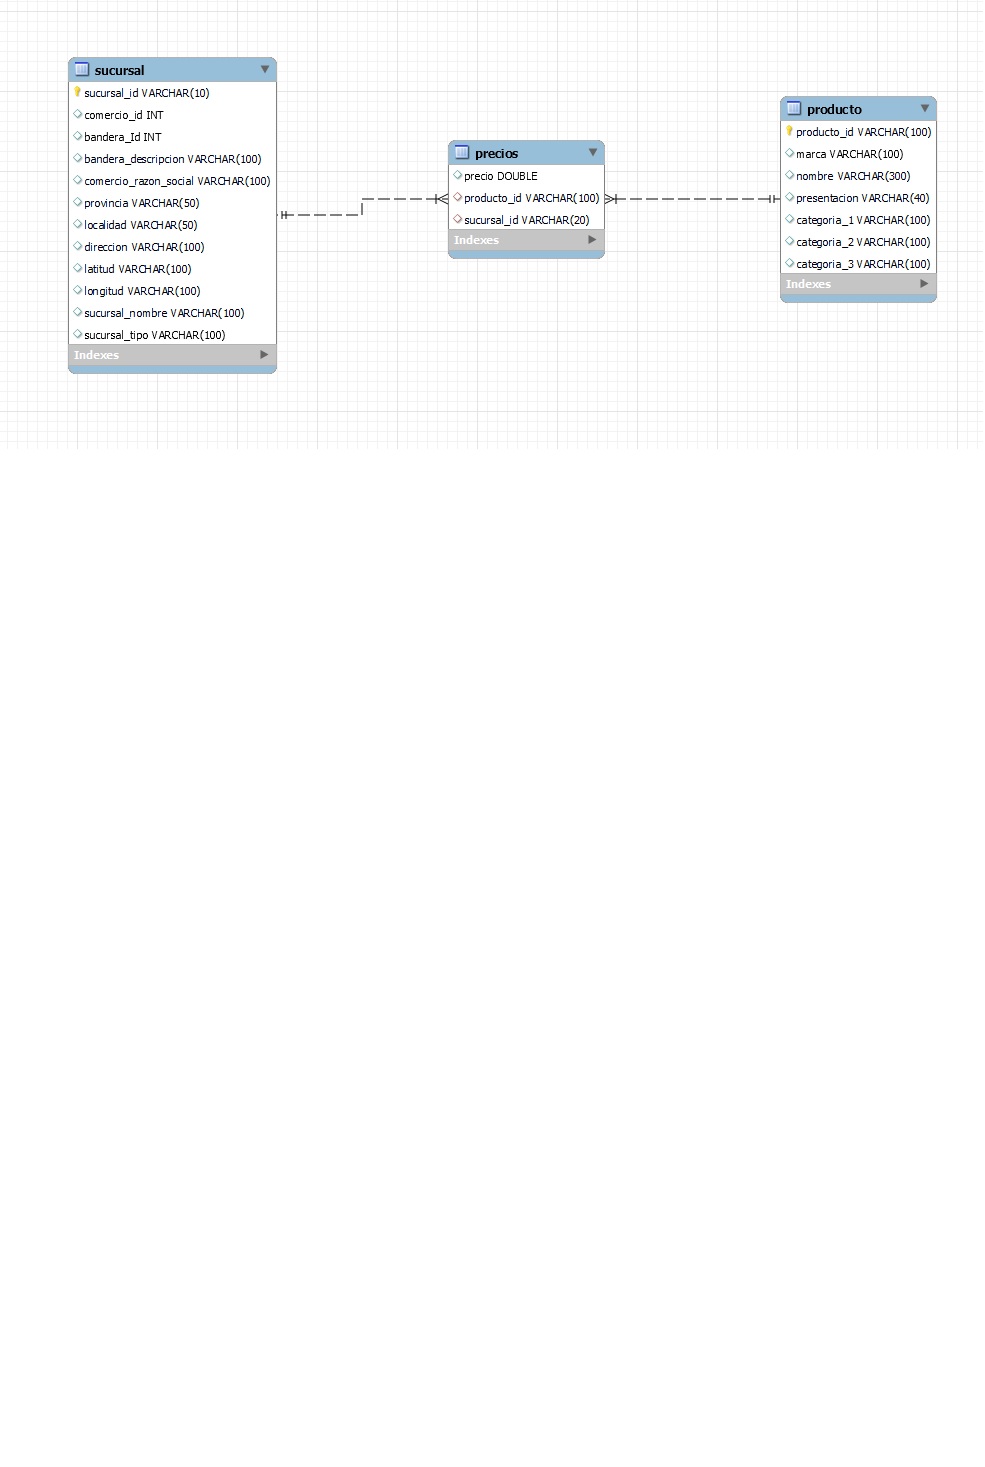 sucursal
sucursal_id VARCHAR(10)
comercio_id INT
bandera_Id INT
bandera_descripcion VARCHAR(100)
comercio_razon_social VARCHAR(100)
provincia VARCHAR(50)
localidad VARCHAR(50)
direccion VARCHAR(100)
latitud VARCHAR(100)
longitud VARCHAR(100)
sucursal_nombre VARCHAR(100)
sucursal_tipo VARCHAR(100)
Indexes
precios
precio DOUBLE
producto_id VARCHAR(100)
sucursal_id VARCHAR(20)
Indexes
producto
producto_id VARCHAR(100)
marca VARCHAR(100)
nombre VARCHAR(300)
presentacion VARCHAR(40)
categoria_1 VARCHAR(100)
categoria_2 VARCHAR(100)
categoria_3 VARCHAR(100)
Indexes